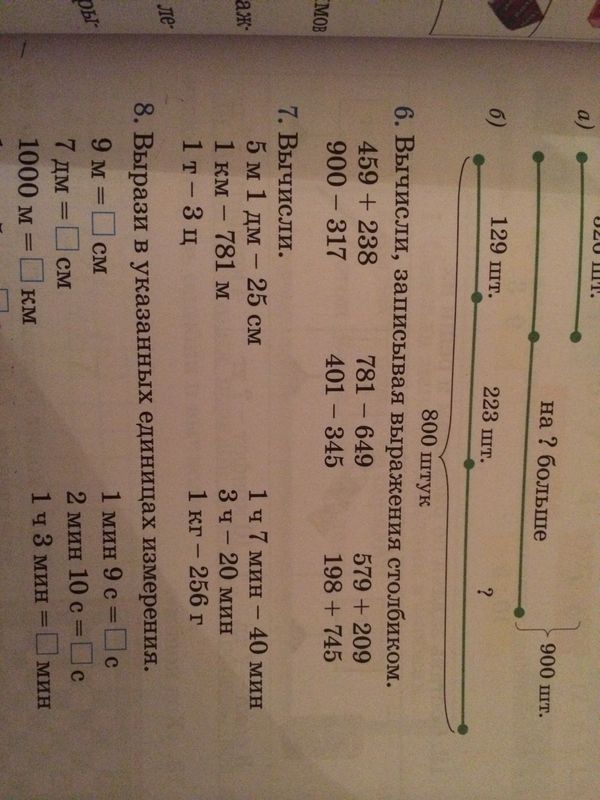 а)
320 шт.
на ? больше
900 шт.
б)
129 шт.
223 шт.
?
800 штук
6. Вычисли, записывая выражения столбиком.
459 + 238 781 − 649 579 + 209
900 − 317 401 − 345 198 + 745
7. Вычисли.
5 м 1 дм − 25 см 1 ч 7 мин − 40 мин
1 км − 781 м 3 ч − 20 мин
1 т − 3 ц 1 кг − 256 г
8. Вырази в указанных единицах измерения.
9 м = □ см 1 мин 9 с = □ с
7 дм = □ см 2 мин 10 с = □ с
1000 м = □ км 1 ч 3 мин = □ мин